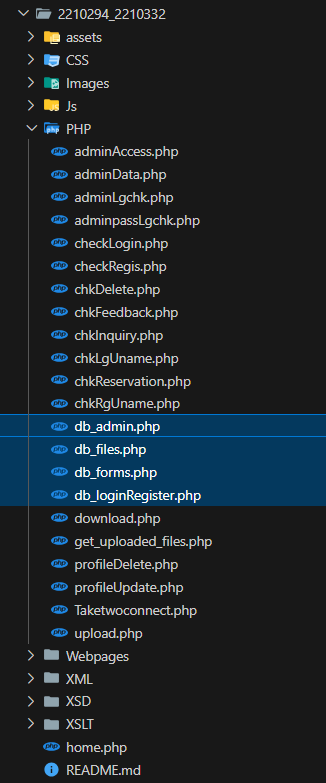 2210294_2210332
assets
CSS
Images
Js
PHP
adminAccess.php
adminData.php
adminLgchk.php
adminpassLgchk.php
checkLogin.php
checkRegis.php
chkDelete.php
chkFeedback.php
chkInquiry.php
chkLgUname.php
chkReservation.php
chkRgUname.php
db_admin.php
db_files.php
db_forms.php
db_loginRegister.php
download.php
get_uploaded_files.php
profileDelete.php
profileUpdate.php
Taketwoconnect.php
upload.php
Webpages
XML
XSD
XSLT
home.php
README.md